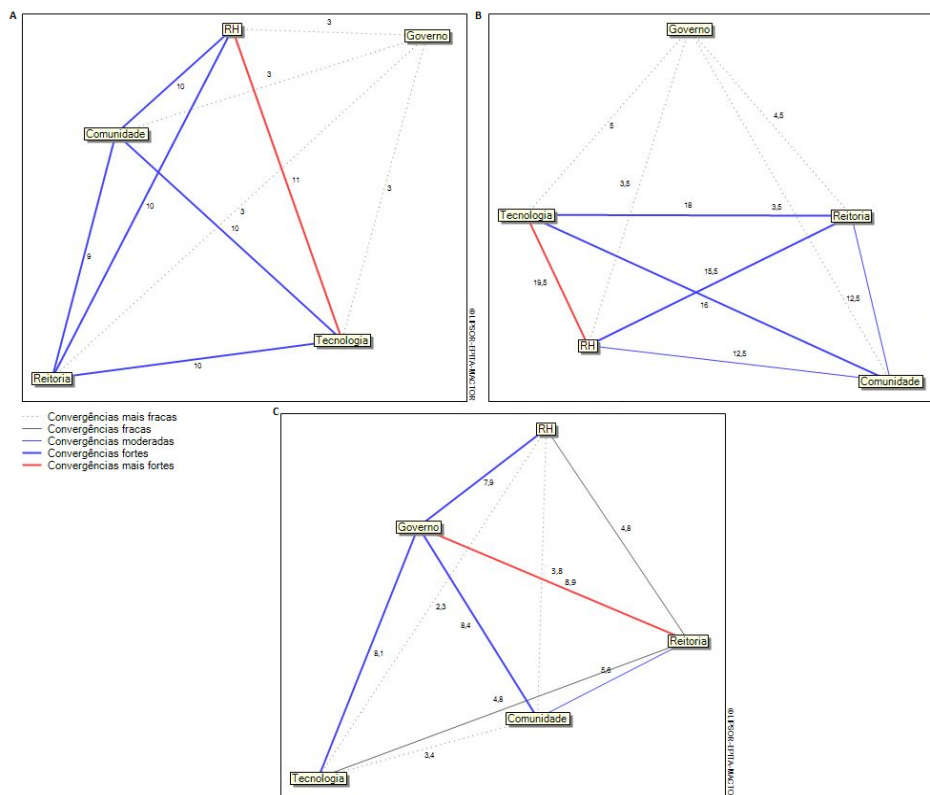 A
RH
3
Governo
3
10
Comunidade
11
3
10
3
10
9
Tecnologia
10
Reitoria
©LIPSOR-EPITA-MACTOR
B
Governo
5
4,5
3,5
Tecnologia
18
3,5
Reitoria
19,5
15,5
16
12,5
RH
12,5
Comunidade
©LIPSOR-EPITA-MACTOR
Convergências mais fracas
Convergências fracas
Convergências moderadas
Convergências fortes
Convergências mais fortes
C
RH
7,9
Governo
4,8
3,8
8,9
2,3
8,4
8,1
Reitoria
5,6
4,8
Comunidade
3,4
Tecnologia
©LIPSOR-EPITA-MACTOR